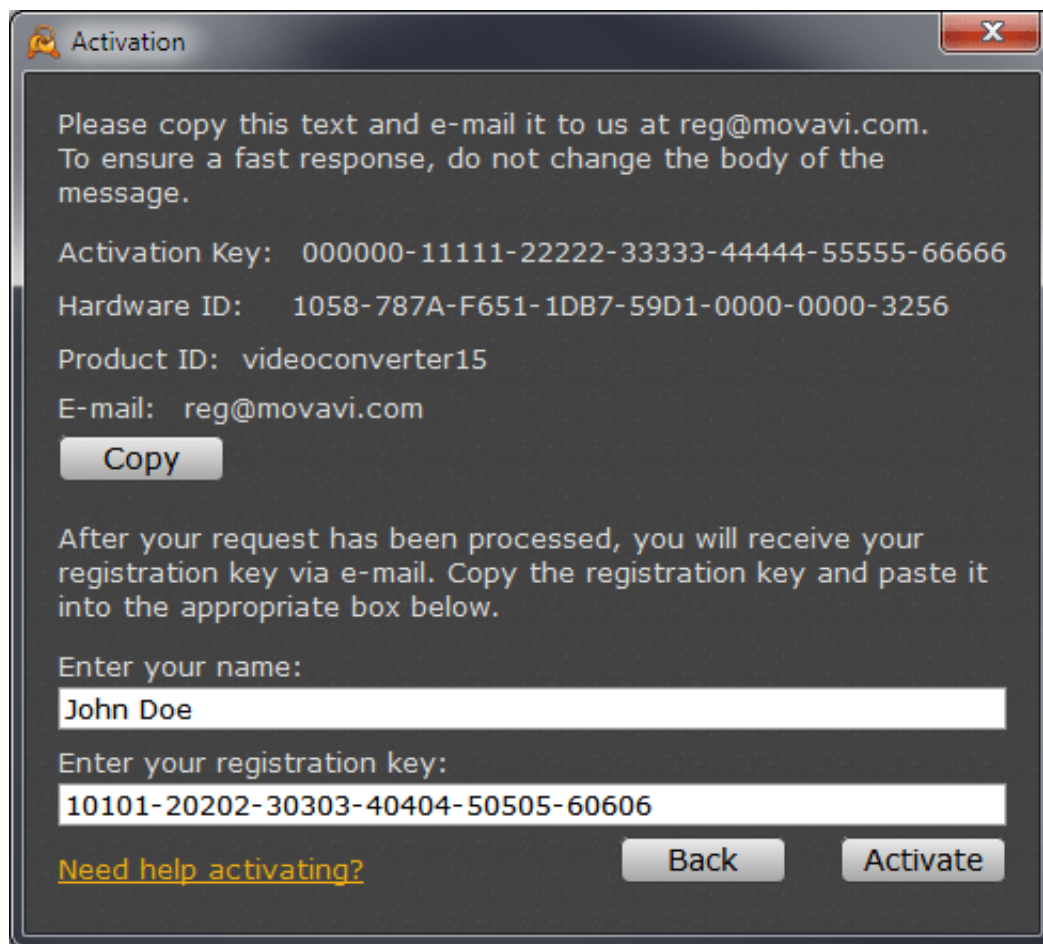 Activation
Please copy this text and e-mail it to us at reg@movavi.com.
To ensure a fast response, do not change the body of the
message.
Activation Key: 000000-11111-22222-33333-44444-55555-66666
Hardware ID: 1058-787A-F651-1DB7-59D1-0000-0000-3256
Product ID: videoconverter15
E-mail: reg@movavi.com
Copy
After your request has been processed, you will receive your
registration key via e-mail. Copy the registration key and paste it
into the appropriate box below.
Enter your name:
John Doe
Enter your registration key:
10101-20202-30303-40404-50505-60606
Need help activating? Back Activate